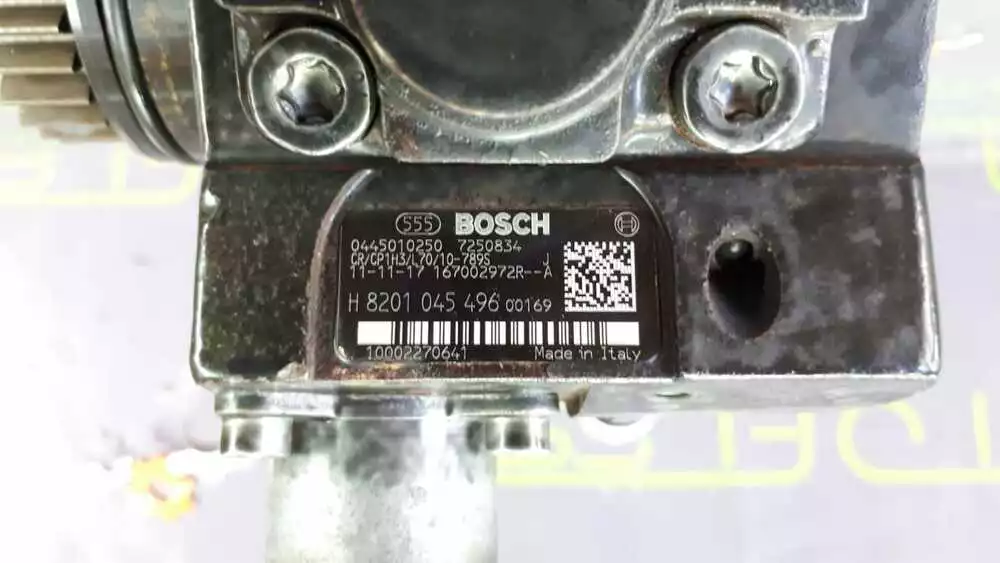 555 BOSCH
0445010250 7250834
CR/CP1H3/L70/10-789S J
11-11-17 167002972R--A
H 8201 045 496 00169
10002270641 Made in Italy